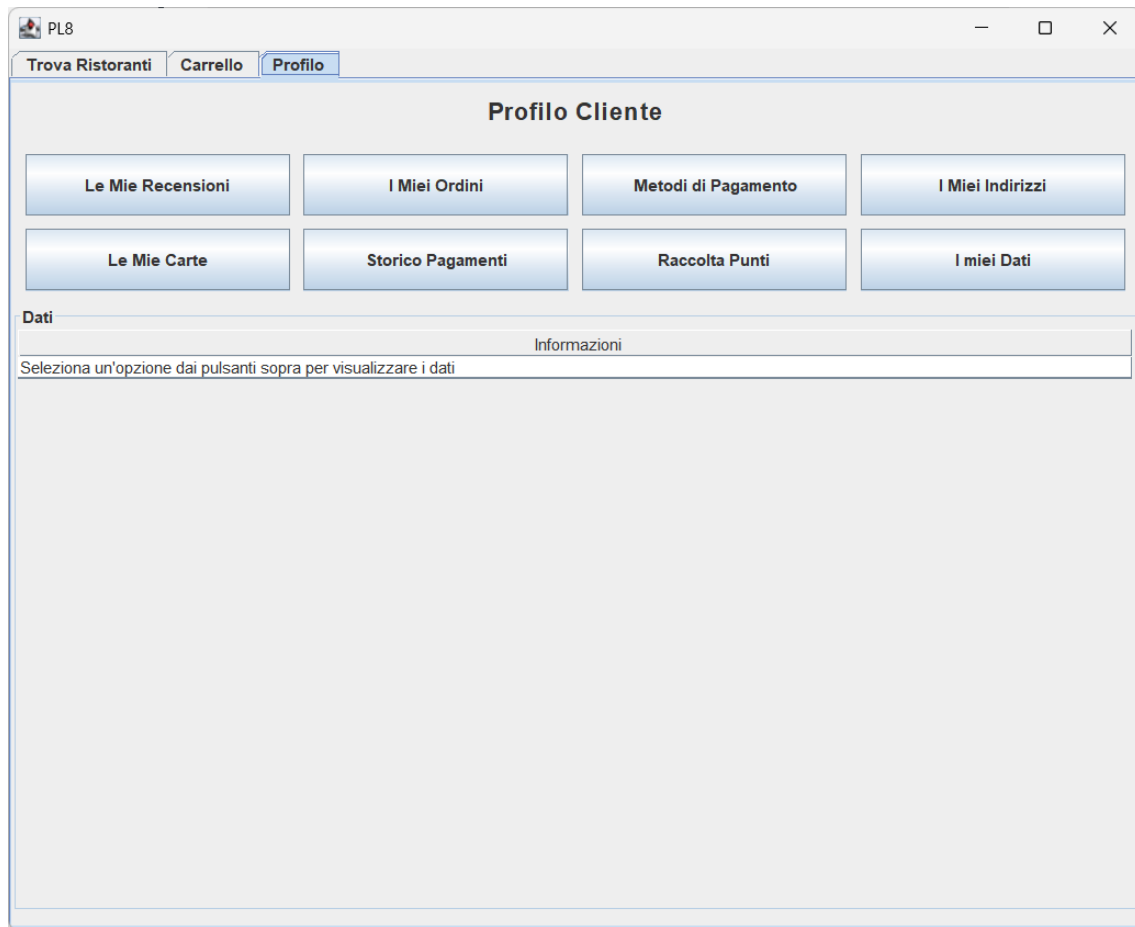 PL8
Trova Ristoranti Carrello Profilo
Profilo Cliente
Le Mie Recensioni I Miei Ordini Metodi di Pagamento I Miei Indirizzi
Le Mie Carte Storico Pagamenti Raccolta Punti I miei Dati
Dati
Informazioni
Seleziona un'opzione dai pulsanti sopra per visualizzare i dati